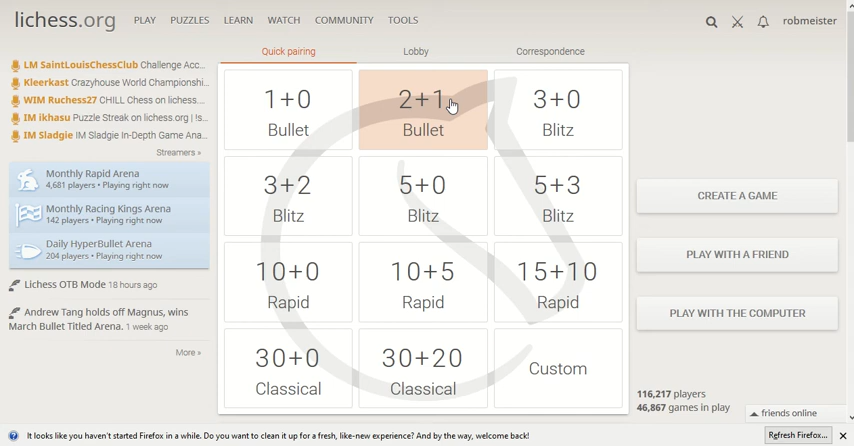 lichess.org PLAY PUZZLES LEARN WATCH COMMUNITY TOOLS robmeister
Quick pairing Lobby Correspondence
LM SaintLouisChessClub Challenge Acc...
Kleerkast Crazyhouse World Championshi...
WIM Ruchess27 CHILL Chess on lichess....
IM ikhasu Puzzle Streak on lichess.org | !s...
IM Sladgie IM Sladgie In-Depth Game Ana...
Streamers »
Monthly Rapid Arena
4,681 players • Playing right now
Monthly Racing Kings Arena
142 players • Playing right now
Daily HyperBullet Arena
204 players • Playing right now
Lichess OTB Mode 18 hours ago
Andrew Tang holds off Magnus, wins
March Bullet Titled Arena. 1 week ago
More »
1+0
Bullet
2+1
Bullet
3+0
Blitz
3+2
Blitz
5+0
Blitz
5+3
Blitz
10+0
Rapid
10+5
Rapid
15+10
Rapid
30+0
Classical
30+20
Classical
Custom
CREATE A GAME
PLAY WITH A FRIEND
PLAY WITH THE COMPUTER
116,217 players
46,867 games in play
friends online
It looks like you haven't started Firefox in a while. Do you want to clean it up for a fresh, like-new experience? And by the way, welcome back!
Refresh Firefox...